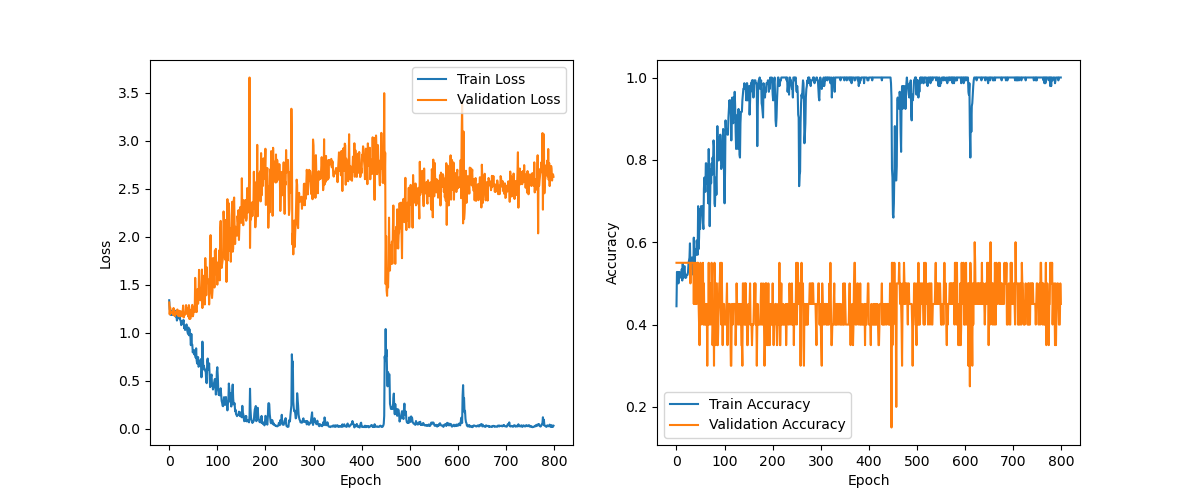 Train Loss
Validation Loss
3.5
3.0
2.5
2.0
1.5
1.0
0.5
0.0
Loss
0 100 200 300 400 500 600 700 800
Epoch
1.0
0.8
0.6
0.4
0.2
Accuracy
Train Accuracy
Validation Accuracy
0 100 200 300 400 500 600 700 800
Epoch